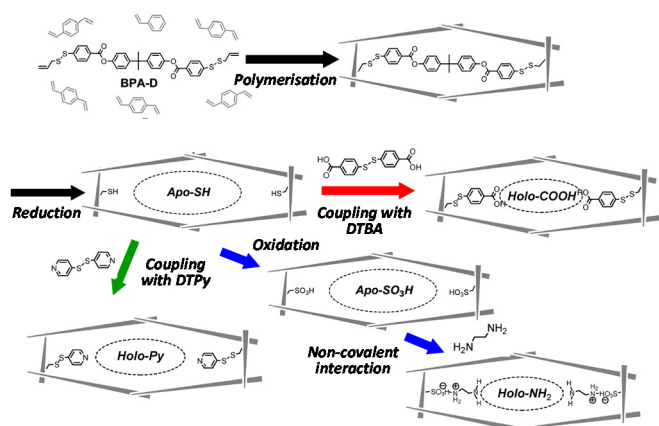 BPA-D
Polymerisation
Reduction
Apo-SH
SH
HS
HO
O
S-S
O
OH
Coupling with
DTBA
Holo-COOH
Coupling
with DTPy
Oxidation
Apo-SO3H
SO3H
HO3S
Holo-Py
Non-covalent
interaction
NH2
H2N
Holo-NH2